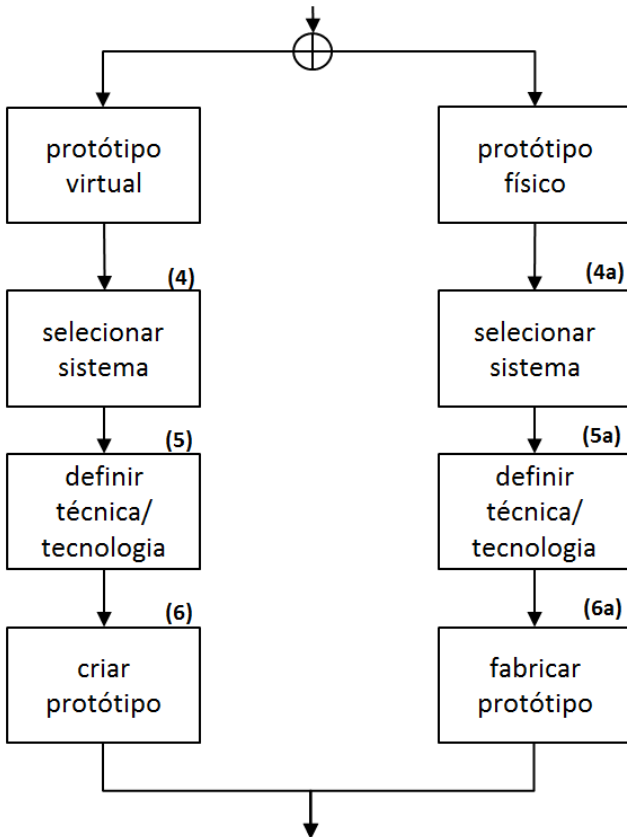 protótipo
virtual
(4)
selecionar
sistema
(5)
definir
técnica/
tecnologia
(6)
criar
protótipo
protótipo
físico
(4a)
selecionar
sistema
(5a)
definir
técnica/
tecnologia
(6a)
fabricar
protótipo